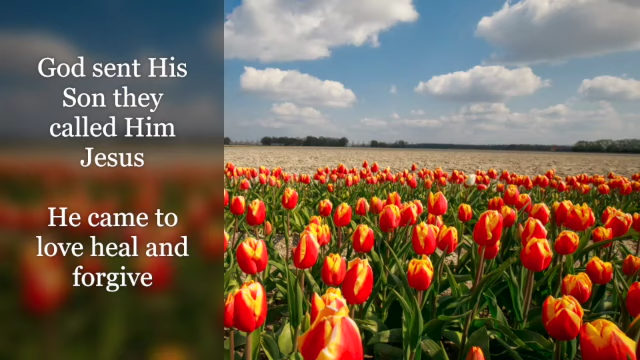 God sent His
Son they
called Him
Jesus
He came to
love heal and
forgive